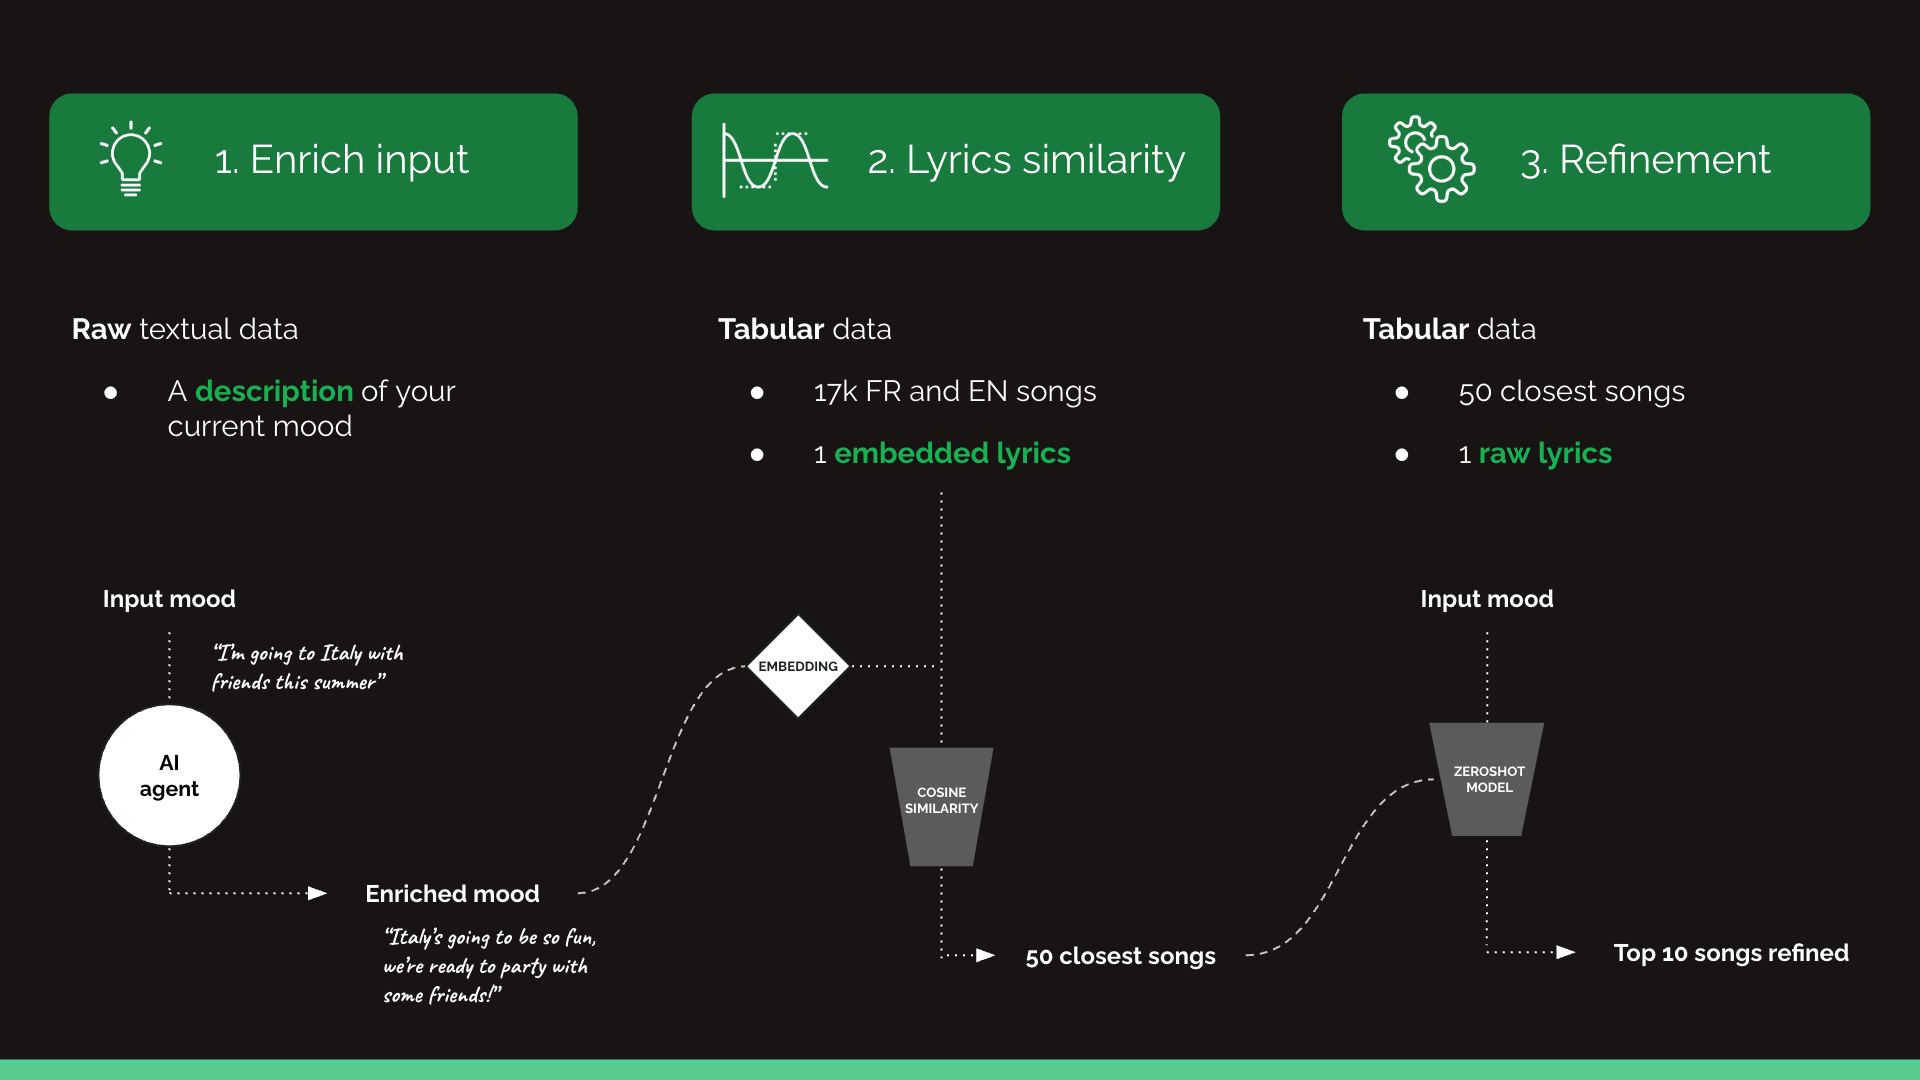 1. Enrich input
2. Lyrics similarity
3. Refinement
Raw textual data
A description of your
current mood
Tabular data
17k FR and EN songs
1 embedded lyrics
Tabular data
50 closest songs
1 raw lyrics
Input mood
“I’m going to Italy with
friends this summer”
AI
agent
Enriched mood
“Italy’s going to be so fun,
we’re ready to party with
some friends!”
EMBEDDING
COSINE
SIMILARITY
50 closest songs
Input mood
ZEROSHOT
MODEL
Top 10 songs refined